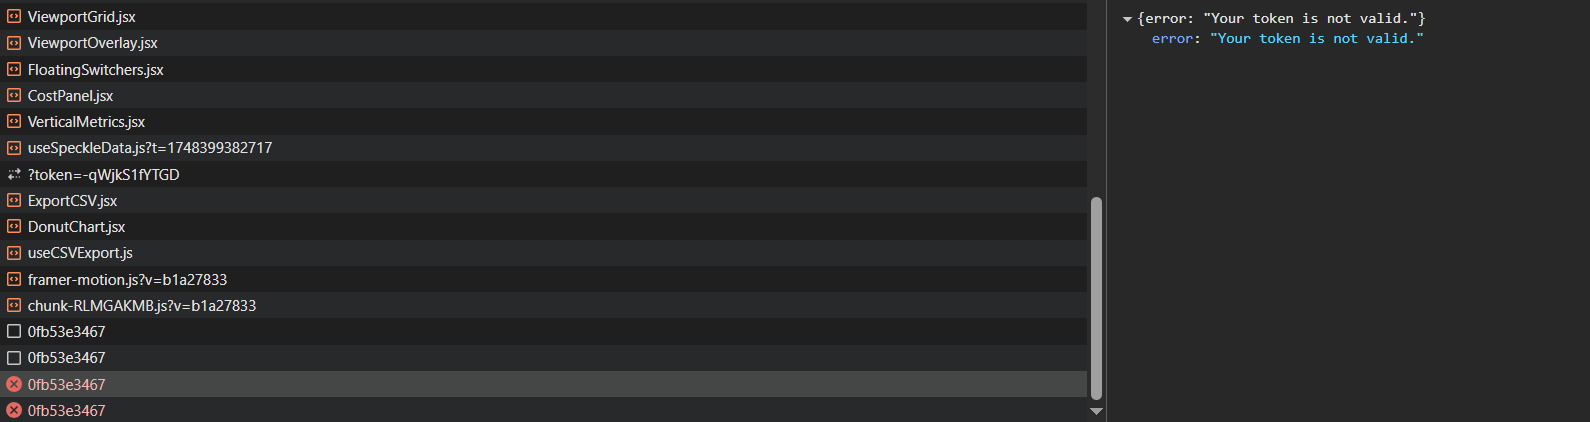 ViewportGrid.jsx
ViewportOverlay.jsx
FloatingSwitchers.jsx
CostPanel.jsx
VerticalMetrics.jsx
useSpeckleData.js?t=1748399382717
?token=-qWjkS1fYTGD
ExportCSV.jsx
DonutChart.jsx
useCSVExport.js
framer-motion.js?v=b1a27833
chunk-RLMGAKMB.js?v=b1a27833
0fb53e3467
0fb53e3467
0fb53e3467
0fb53e3467
{error: "Your token is not valid."}
error: "Your token is not valid."